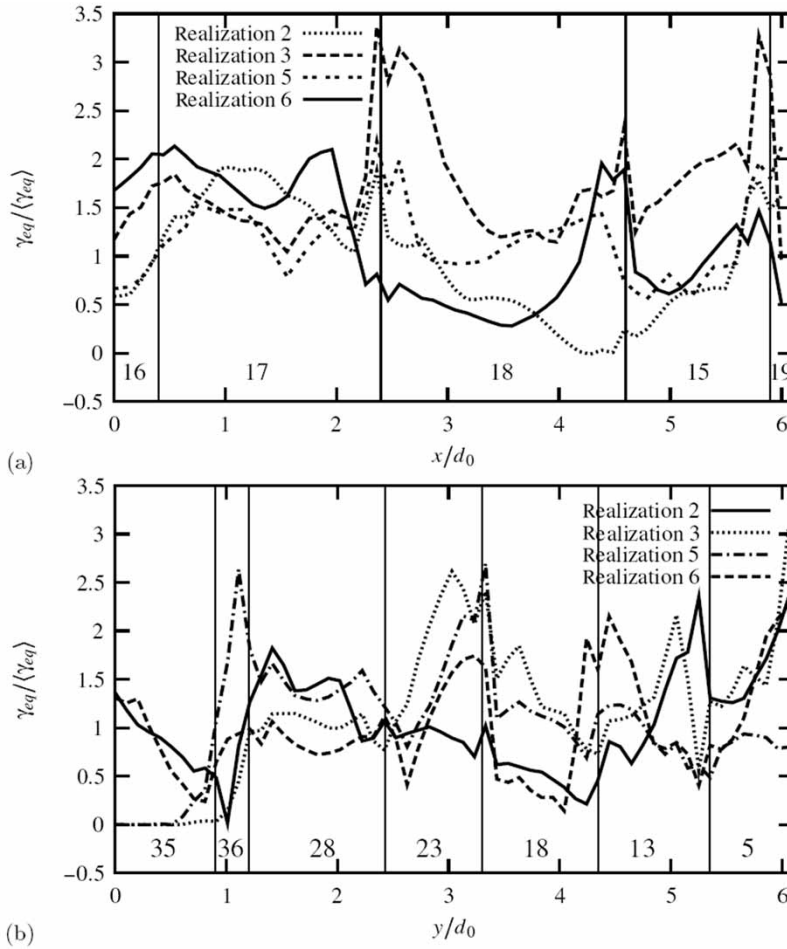 3.5
3
2.5
2
1.5
1
0.5
0
−0.5
γeq/⟨γeq⟩
Realization 2
Realization 3
Realization 5
Realization 6
16 17 18 15 19
0 1 2 3 4 5 6
x/d0
(a)
3.5
3
2.5
2
1.5
1
0.5
0
−0.5
γeq/⟨γeq⟩
Realization 2
Realization 3
Realization 5
Realization 6
35 36 28 23 18 13 5
0 1 2 3 4 5 6
y/d0
(b)